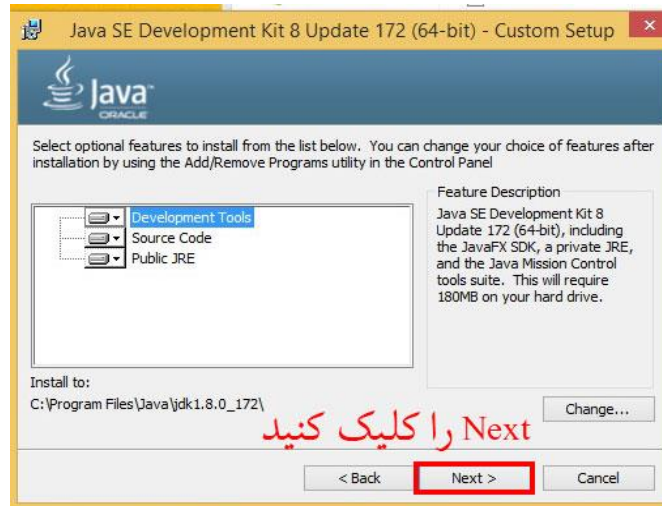 Java SE Development Kit 8 Update 172 (64-bit) - Custom Setup
Java
ORACLE
Select optional features to install from the list below. You can change your choice of features after
installation by using the Add/Remove Programs utility in the Control Panel
Development Tools
Source Code
Public JRE
Feature Description
Java SE Development Kit 8
Update 172 (64-bit), including
the JavaFX SDK, a private JRE,
and the Java Mission Control
tools suite. This will require
180MB on your hard drive.
Install to:
C:\Program Files\Java\jdk1.8.0_172\
Change...
Next را کلیک کنید
< Back
Next >
Cancel